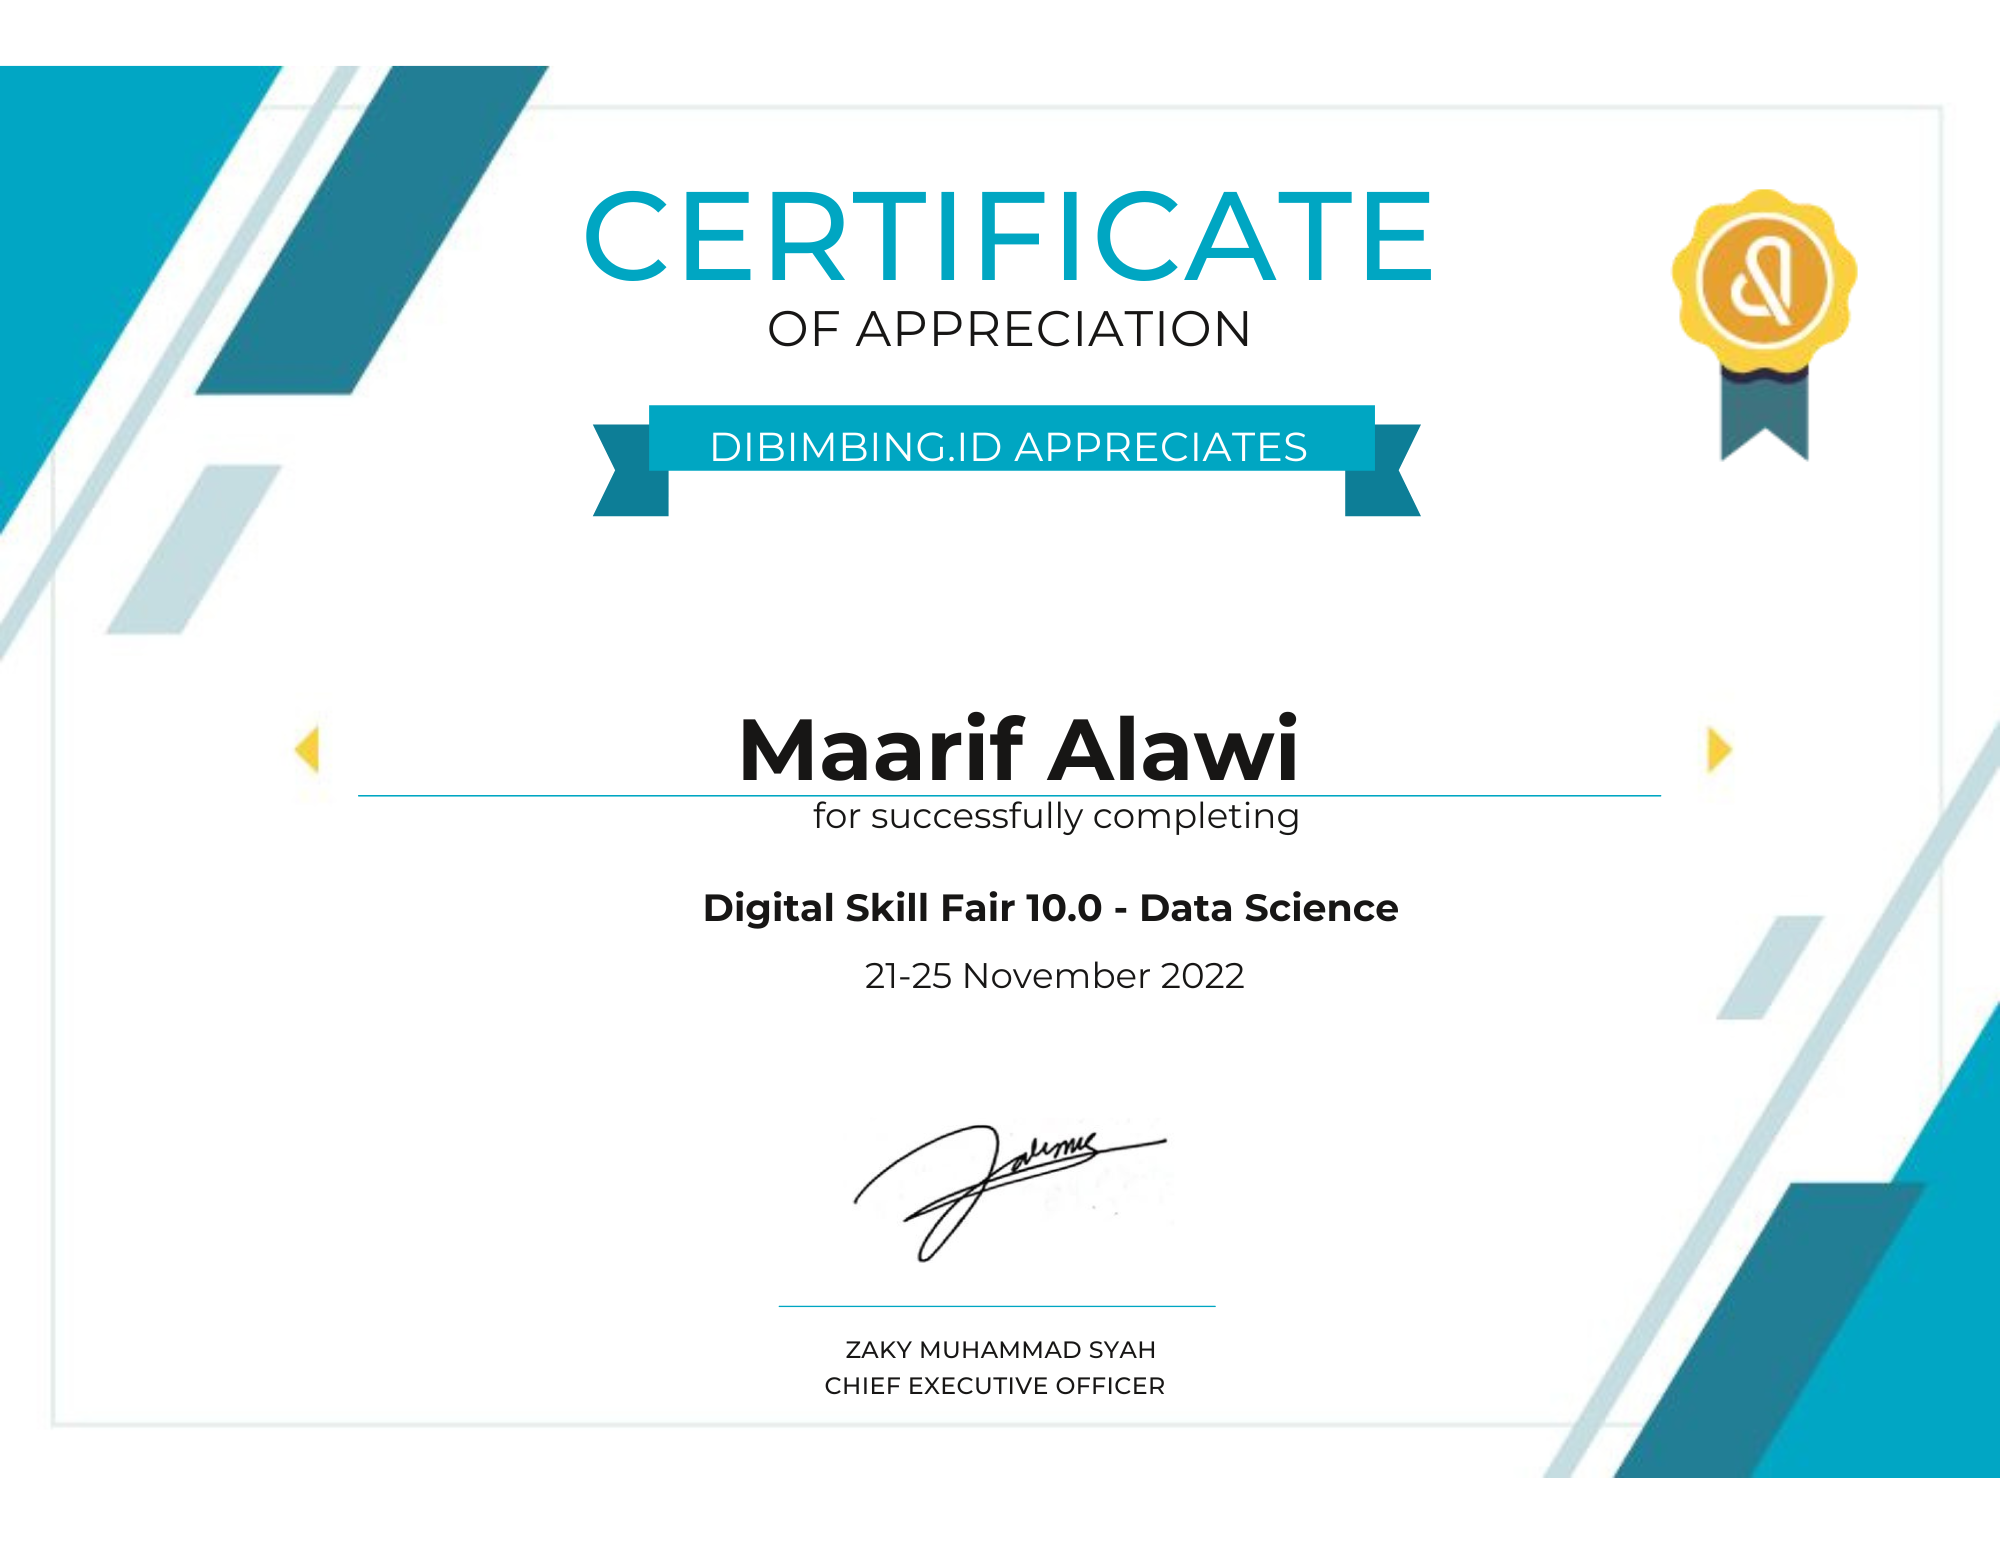 CERTIFICATE
OF APPRECIATION
DIBIMBING.ID APPRECIATES
Maarif Alawi
for successfully completing
Digital Skill Fair 10.0 - Data Science
21-25 November 2022
ZAKY MUHAMMAD SYAH
CHIEF EXECUTIVE OFFICER